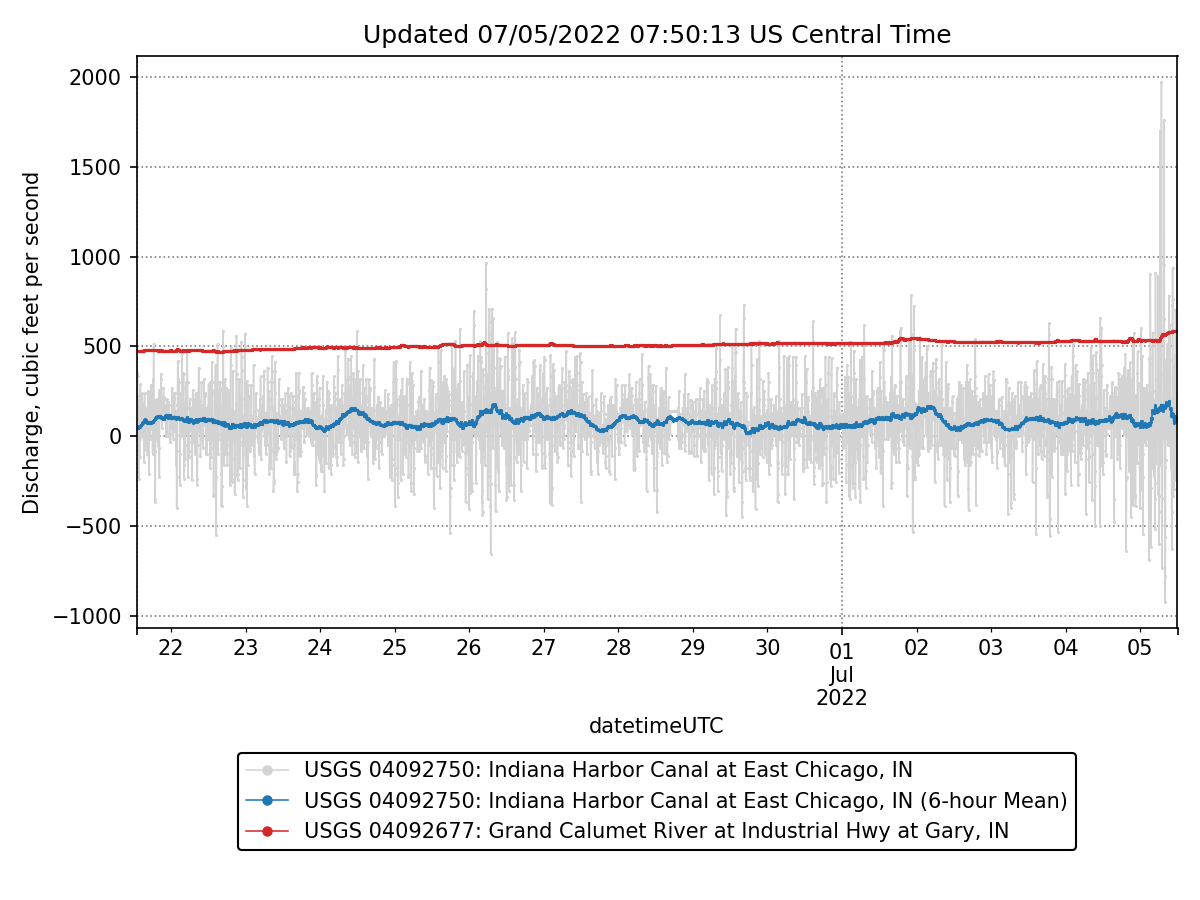 Updated 07/05/2022 07:50:13 US Central Time
Discharge, cubic feet per second
2000
1500
1000
500
0
−500
−1000
22 23 24 25 26 27 28 29 30 01 02 03 04 05
Jul
2022
datetimeUTC
USGS 04092750: Indiana Harbor Canal at East Chicago, IN
USGS 04092750: Indiana Harbor Canal at East Chicago, IN (6-hour Mean)
USGS 04092677: Grand Calumet River at Industrial Hwy at Gary, IN